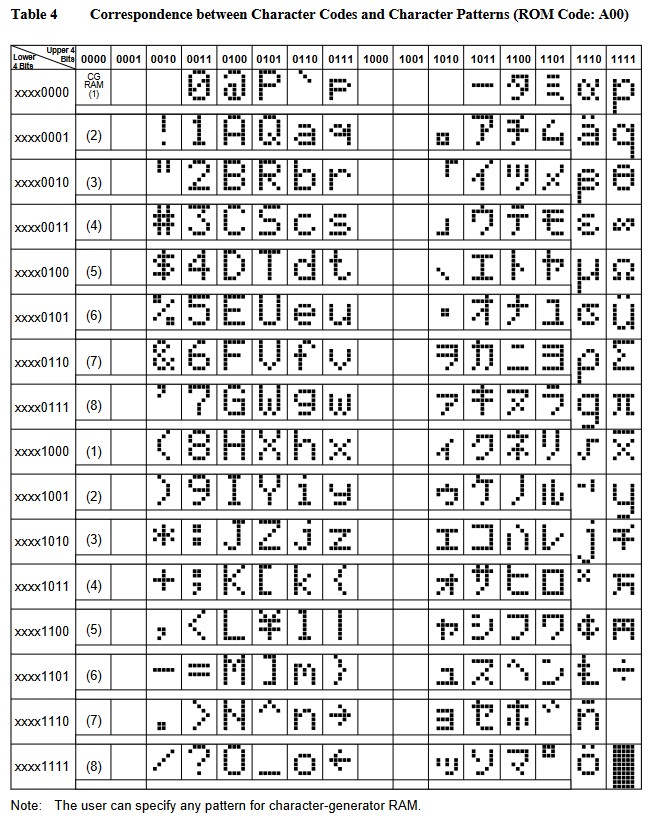 Table 4 Correspondence between Character Codes and Character Patterns (ROM Code: A00)
Lower 4 Bits Upper 4 Bits 0000 0001 0010 0011 0100 0101 0110 0111 1000 1001 1010 1011 1100 1101 1110 1111
xxxx0000 CG RAM (1) 0 @ P ` p ー タ ミ α p
xxxx0001 (2) ! 1 A Q a q 。 ア チ ム ä q
xxxx0010 (3) " 2 B R b r 「 イ ツ メ β θ
xxxx0011 (4) # 3 C S c s 」 ウ テ モ ε ∞
xxxx0100 (5) $ 4 D T d t 、 エ ト ヤ μ Ω
xxxx0101 (6) % 5 E U e u ・ オ ナ ユ σ ü
xxxx0110 (7) & 6 F V f v ヲ カ ニ ヨ ρ Σ
xxxx0111 (8) ' 7 G W g w ァ キ ヌ ラ g π
xxxx1000 (1) ( 8 H X h x ィ ク ネ リ √ x̄
xxxx1001 (2) ) 9 I Y i y ゥ ケ ノ ル ⁻¹ y
xxxx1010 (3) * : J Z j z ェ コ ハ レ j 千
xxxx1011 (4) + ; K [ k { ォ サ ヒ ロ ˣ 万
xxxx1100 (5) , < L ¥ l | ャ シ フ ワ ¢ 円
xxxx1101 (6) - = M ] m } ュ ス ヘ ン £ ÷
xxxx1110 (7) . > N ^ n → ョ セ ホ ゛ ñ
xxxx1111 (8) / ? O _ o ← ッ ソ マ ゜ ö █
Note: The user can specify any pattern for character-generator RAM.